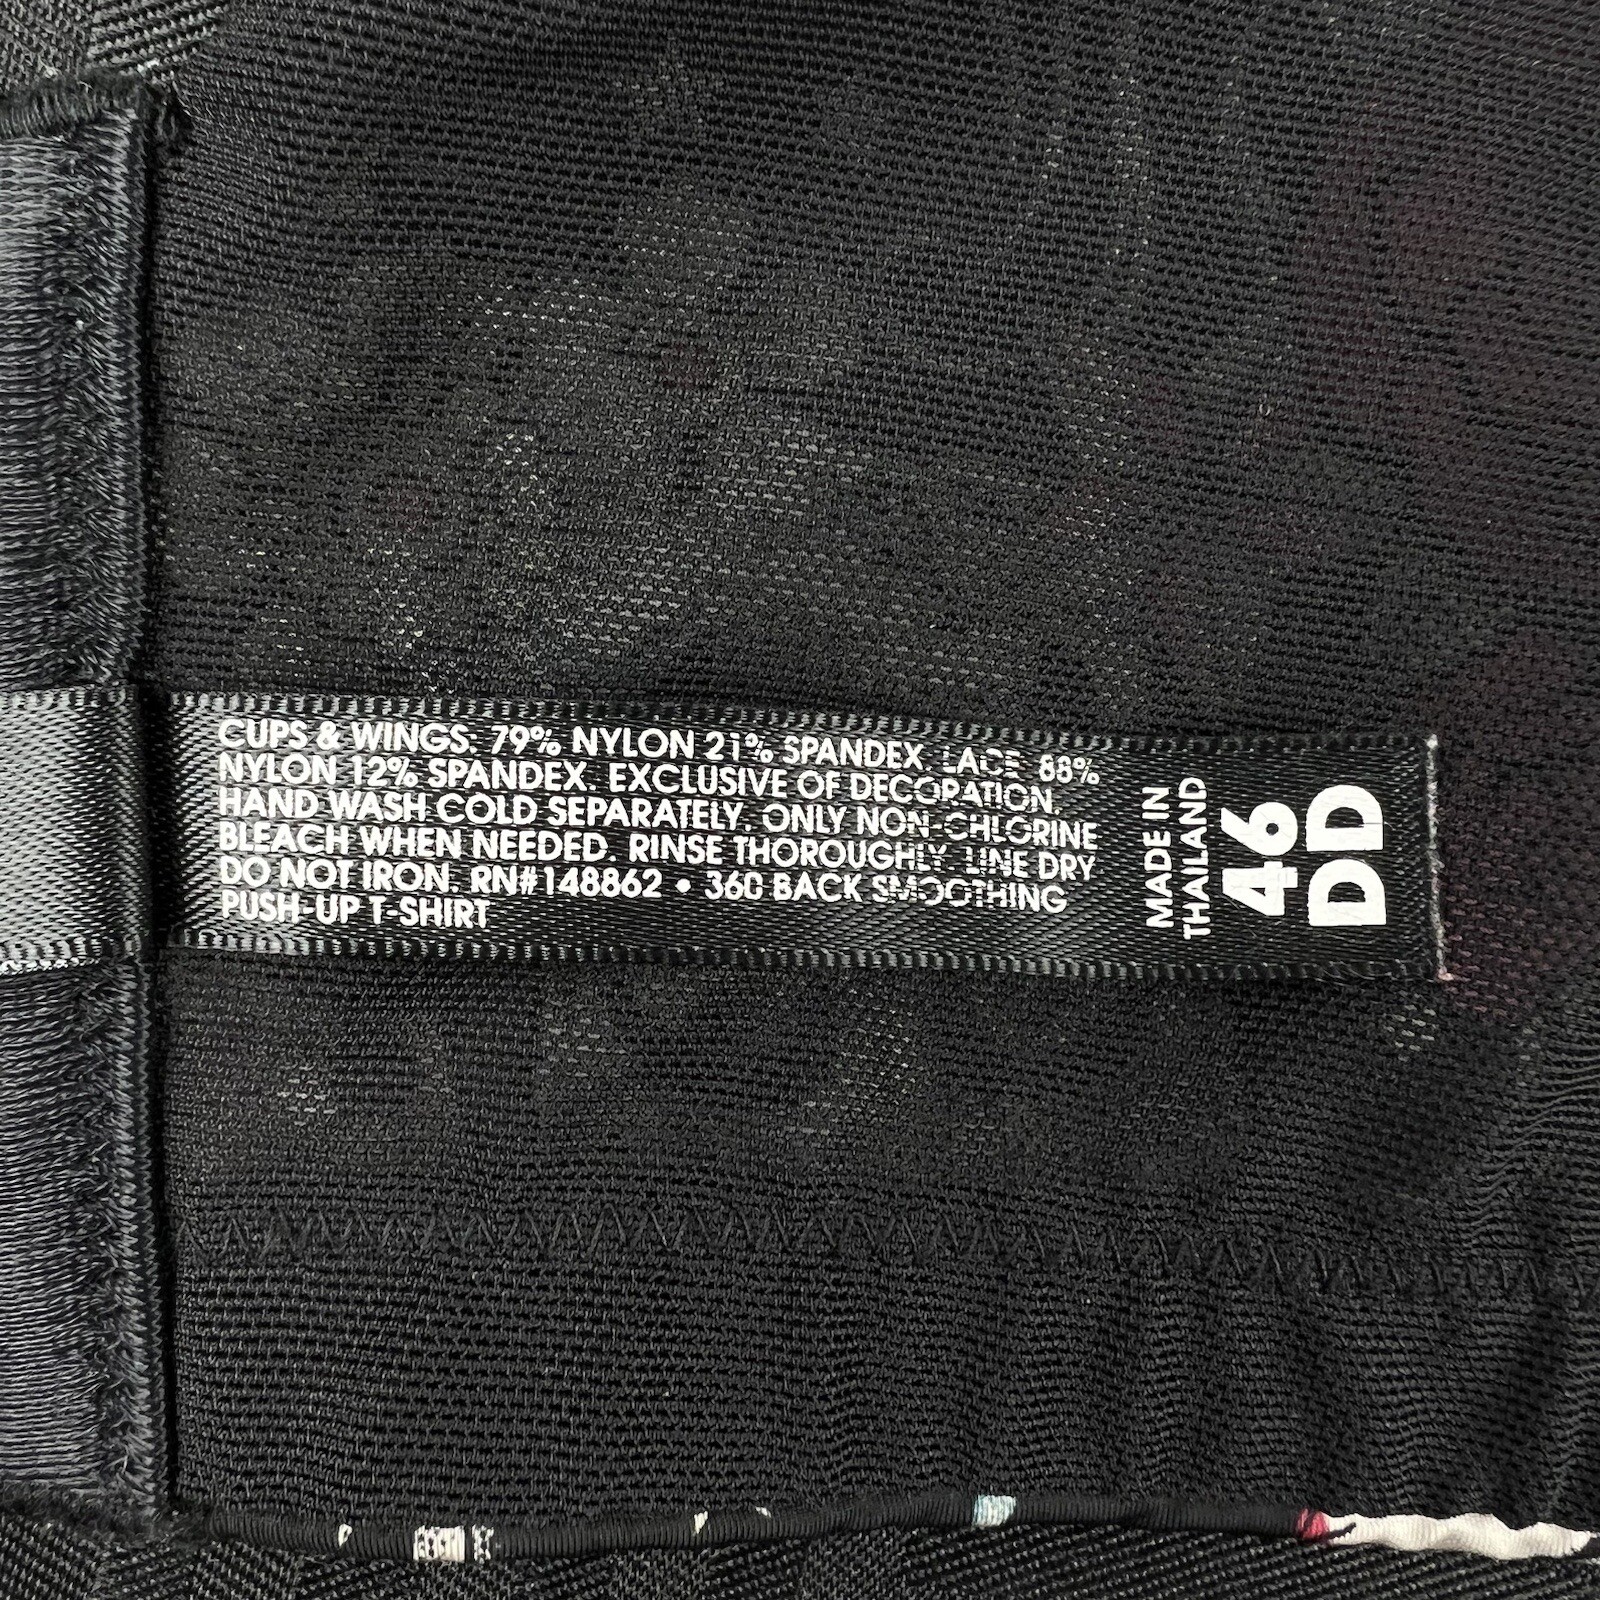 CUPS & WINGS: 79% NYLON 21% SPANDEX. LACE: 88%
NYLON 12% SPANDEX. EXCLUSIVE OF DECORATION.
HAND WASH COLD SEPARATELY. ONLY NON-CHLORINE
BLEACH WHEN NEEDED. RINSE THOROUGHLY. LINE DRY
DO NOT IRON. RN#148862 • 360 BACK SMOOTHING
PUSH-UP T-SHIRT
MADE IN
THAILAND
46
DD